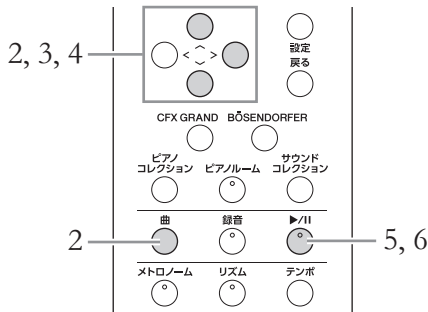 2, 3, 4
設定
戻る
CFX GRAND BÖSENDORFER
ピアノ
コレクション
ピアノルーム
サウンド
コレクション
曲 録音 ▶/II
2
5, 6
メトロノーム リズム テンポ